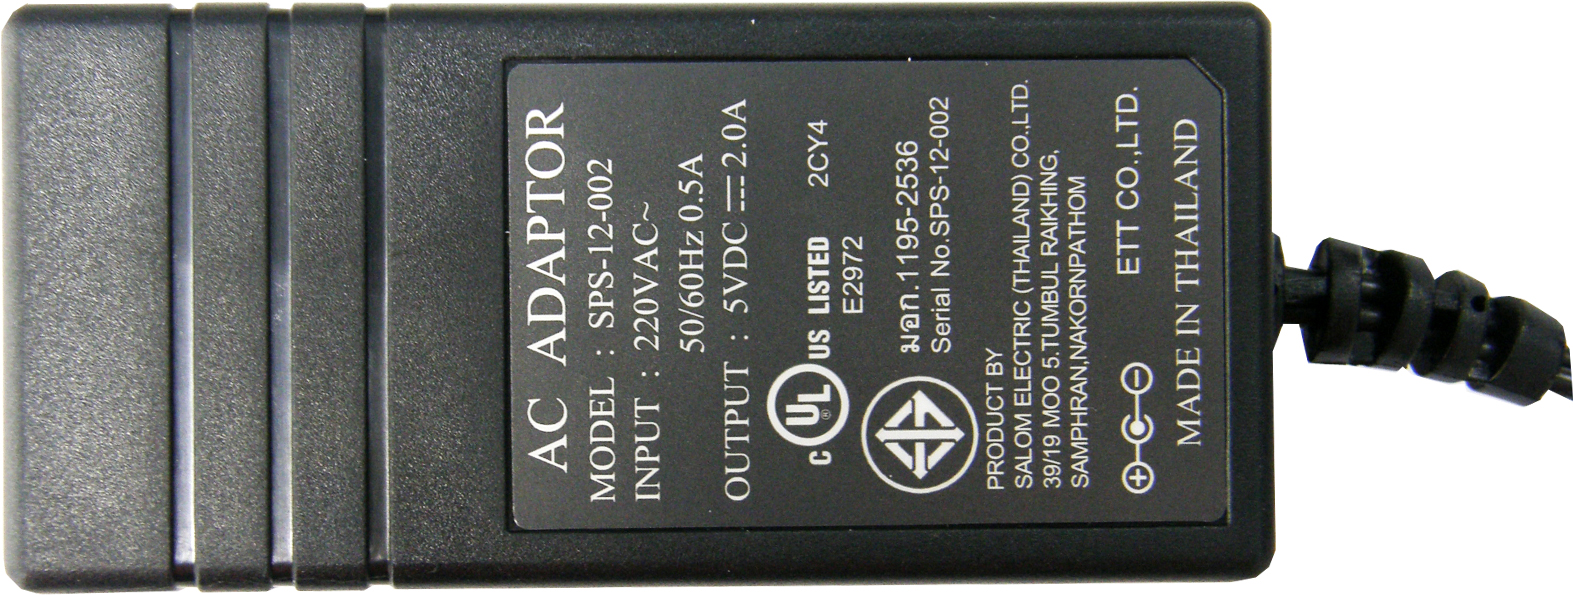 AC ADAPTOR
MODEL : SPS-12-002
INPUT : 220VAC~
50/60Hz 0.5A
OUTPUT : 5VDC ⎓ 2.0A
C UL ® US LISTED 2CY4
E2972
มอก.1195-2536
Serial No.SPS-12-002
PRODUCT BY
SALOM ELECTRIC (THAILAND) CO.,LTD.
39/19 MOO 5.TUMBUL RAIKHING,
SAMPHRAN,NAKORNPATHOM
ETT CO.,LTD.
MADE IN THAILAND